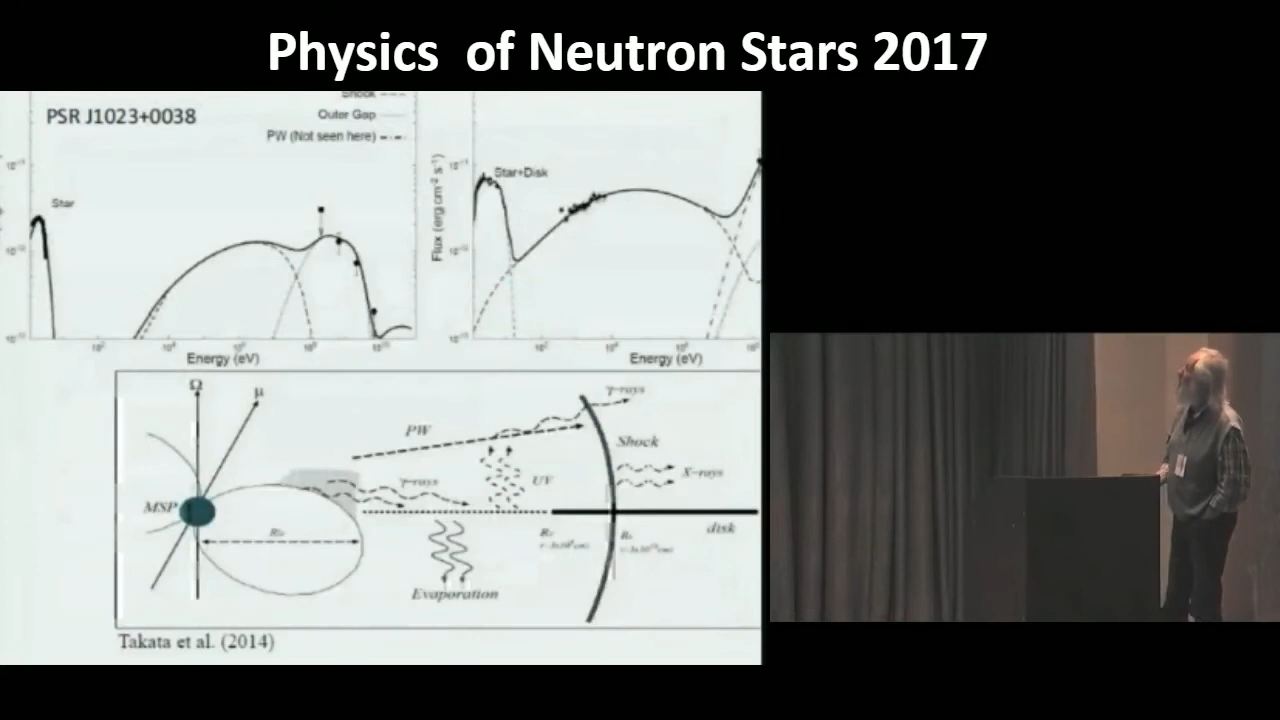 Physics of Neutron Stars 2017
PSR J1023+0038
Shock
Outer Gap
PW (Not seen here)
Star
Energy (eV)
Star+Disk
Flux (erg cm⁻² s⁻¹)
Energy (eV)
Ω
μ
PW
γ-rays
Shock
γ-rays
UV
X-rays
MSP
disk
Evaporation
Takata et al. (2014)